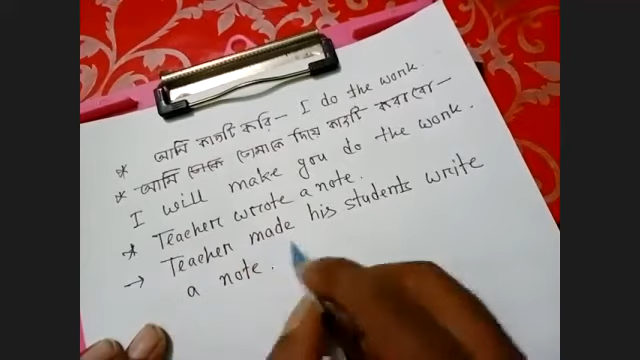 * আমি কাজটি করি - I do the work.
* আমি তোকে তোমাকে দিয়ে কাজটি করাবো -
I will make you do the work.
* Teacher wrote a note.
→ Teacher made his students write
a note.